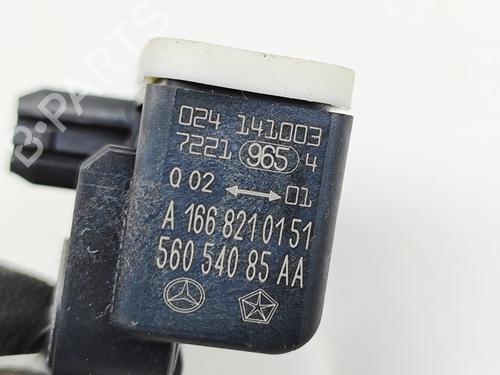 B-PARTS
024 141003
7221 965 4
Q 02 ⟷ 01
A 166 821 01 51
560 540 85 AA